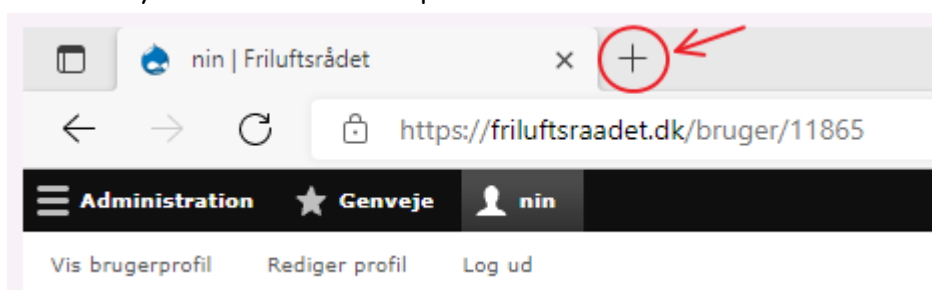 nin | Friluftsrådet
https://friluftsraadet.dk/bruger/11865
Administration Genveje nin
Vis brugerprofil Rediger profil Log ud